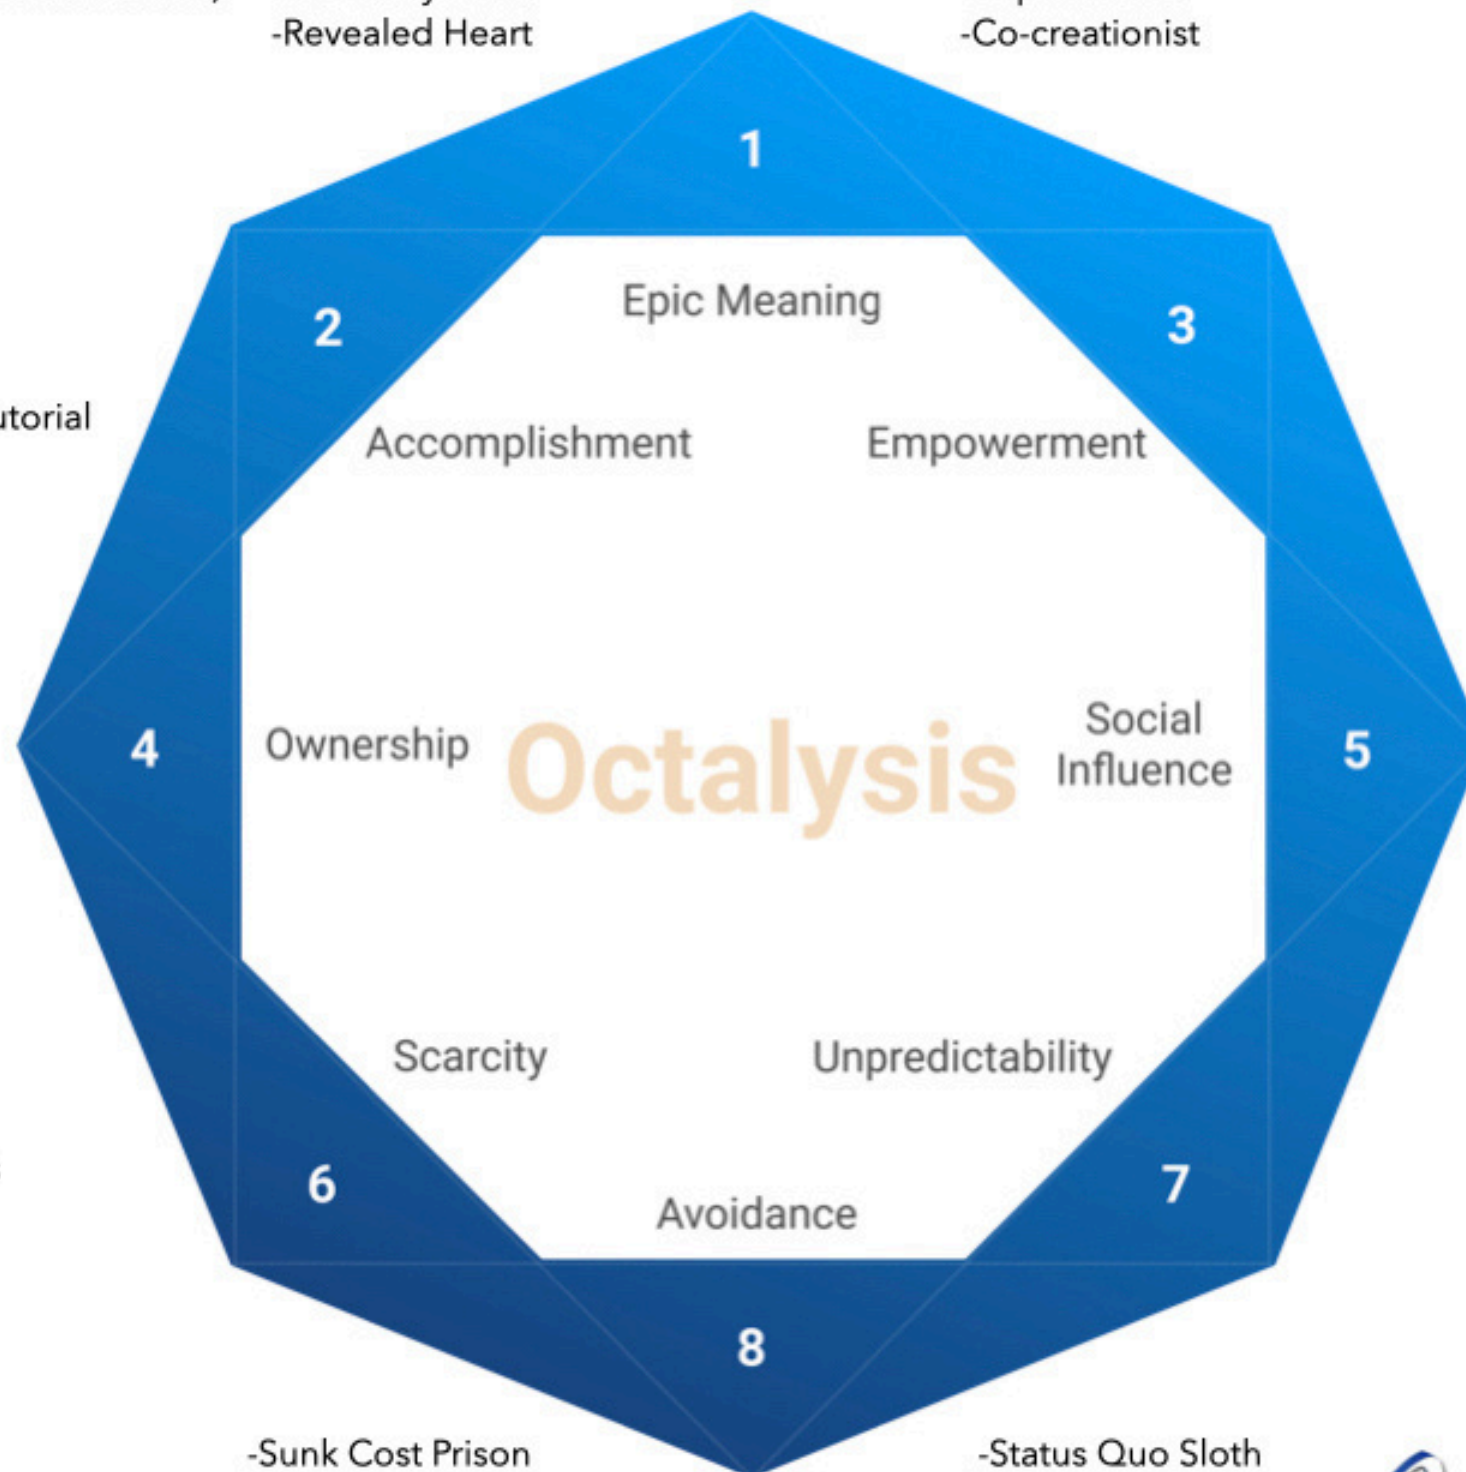 -Revealed Heart
-Co-creationist
1
2
3
Epic Meaning
utorial
Accomplishment
Empowerment
4
Ownership
Octalysis
Social
Influence
5
Scarcity
Unpredictability
6
7
Avoidance
8
-Sunk Cost Prison
-Status Quo Sloth